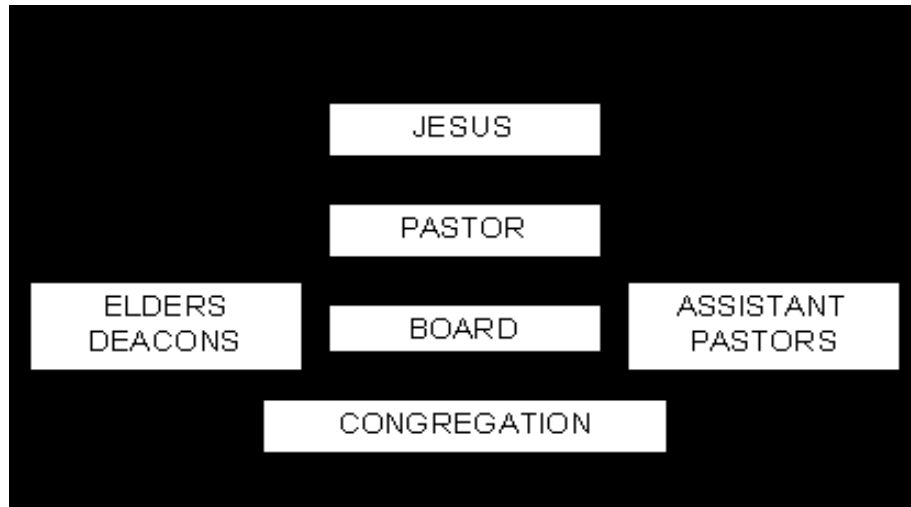 JESUS
PASTOR
ELDERS
DEACONS
BOARD
ASSISTANT
PASTORS
CONGREGATION